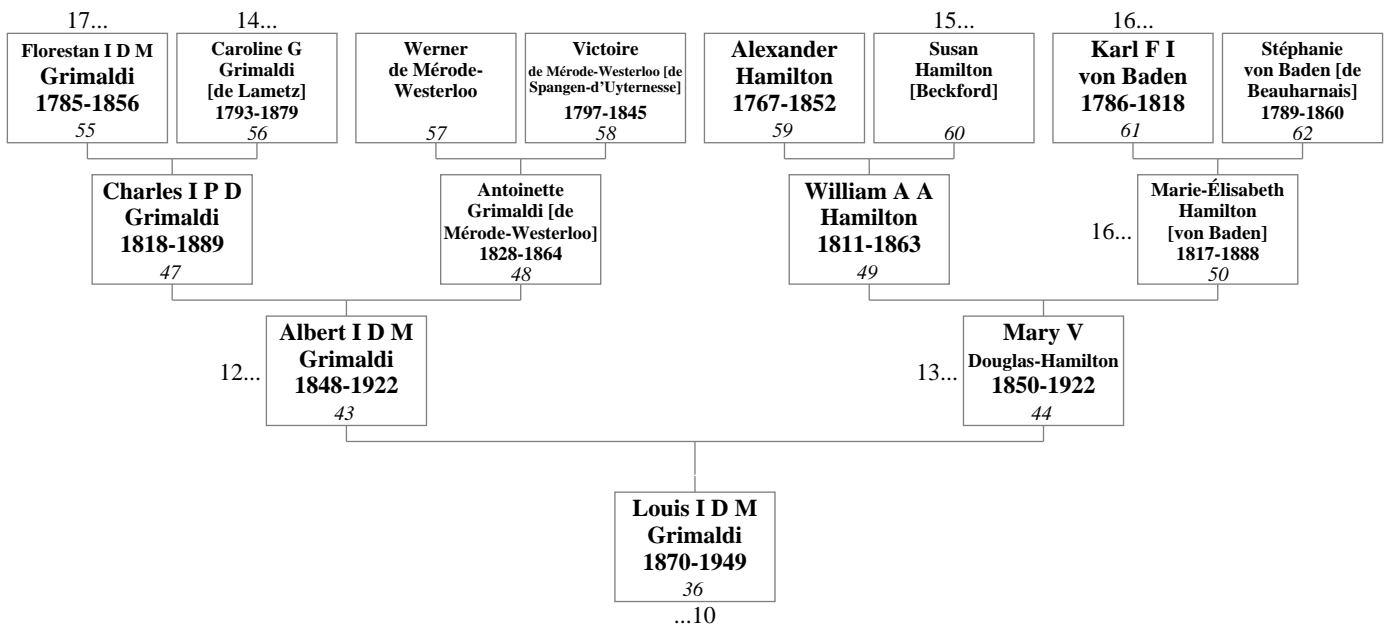 17...
14...
15...
16...
Florestan I D M
Grimaldi
1785-1856
55
Caroline G
Grimaldi
[de Lametz]
1793-1879
56
Werner
de Mérode-
Westerloo
57
Victoire
de Mérode-Westerloo [de
Spangen-d'Uyternesse]
1797-1845
58
Alexander
Hamilton
1767-1852
59
Susan
Hamilton
[Beckford]
60
Karl F I
von Baden
1786-1818
61
Stéphanie
von Baden [de
Beauharnais]
1789-1860
62
Charles I P D
Grimaldi
1818-1889
47
Antoinette
Grimaldi [de
Mérode-Westerloo]
1828-1864
48
William A A
Hamilton
1811-1863
49
16...
Marie-Élisabeth
Hamilton
[von Baden]
1817-1888
50
12...
Albert I D M
Grimaldi
1848-1922
43
13...
Mary V
Douglas-Hamilton
1850-1922
44
Louis I D M
Grimaldi
1870-1949
36
...10